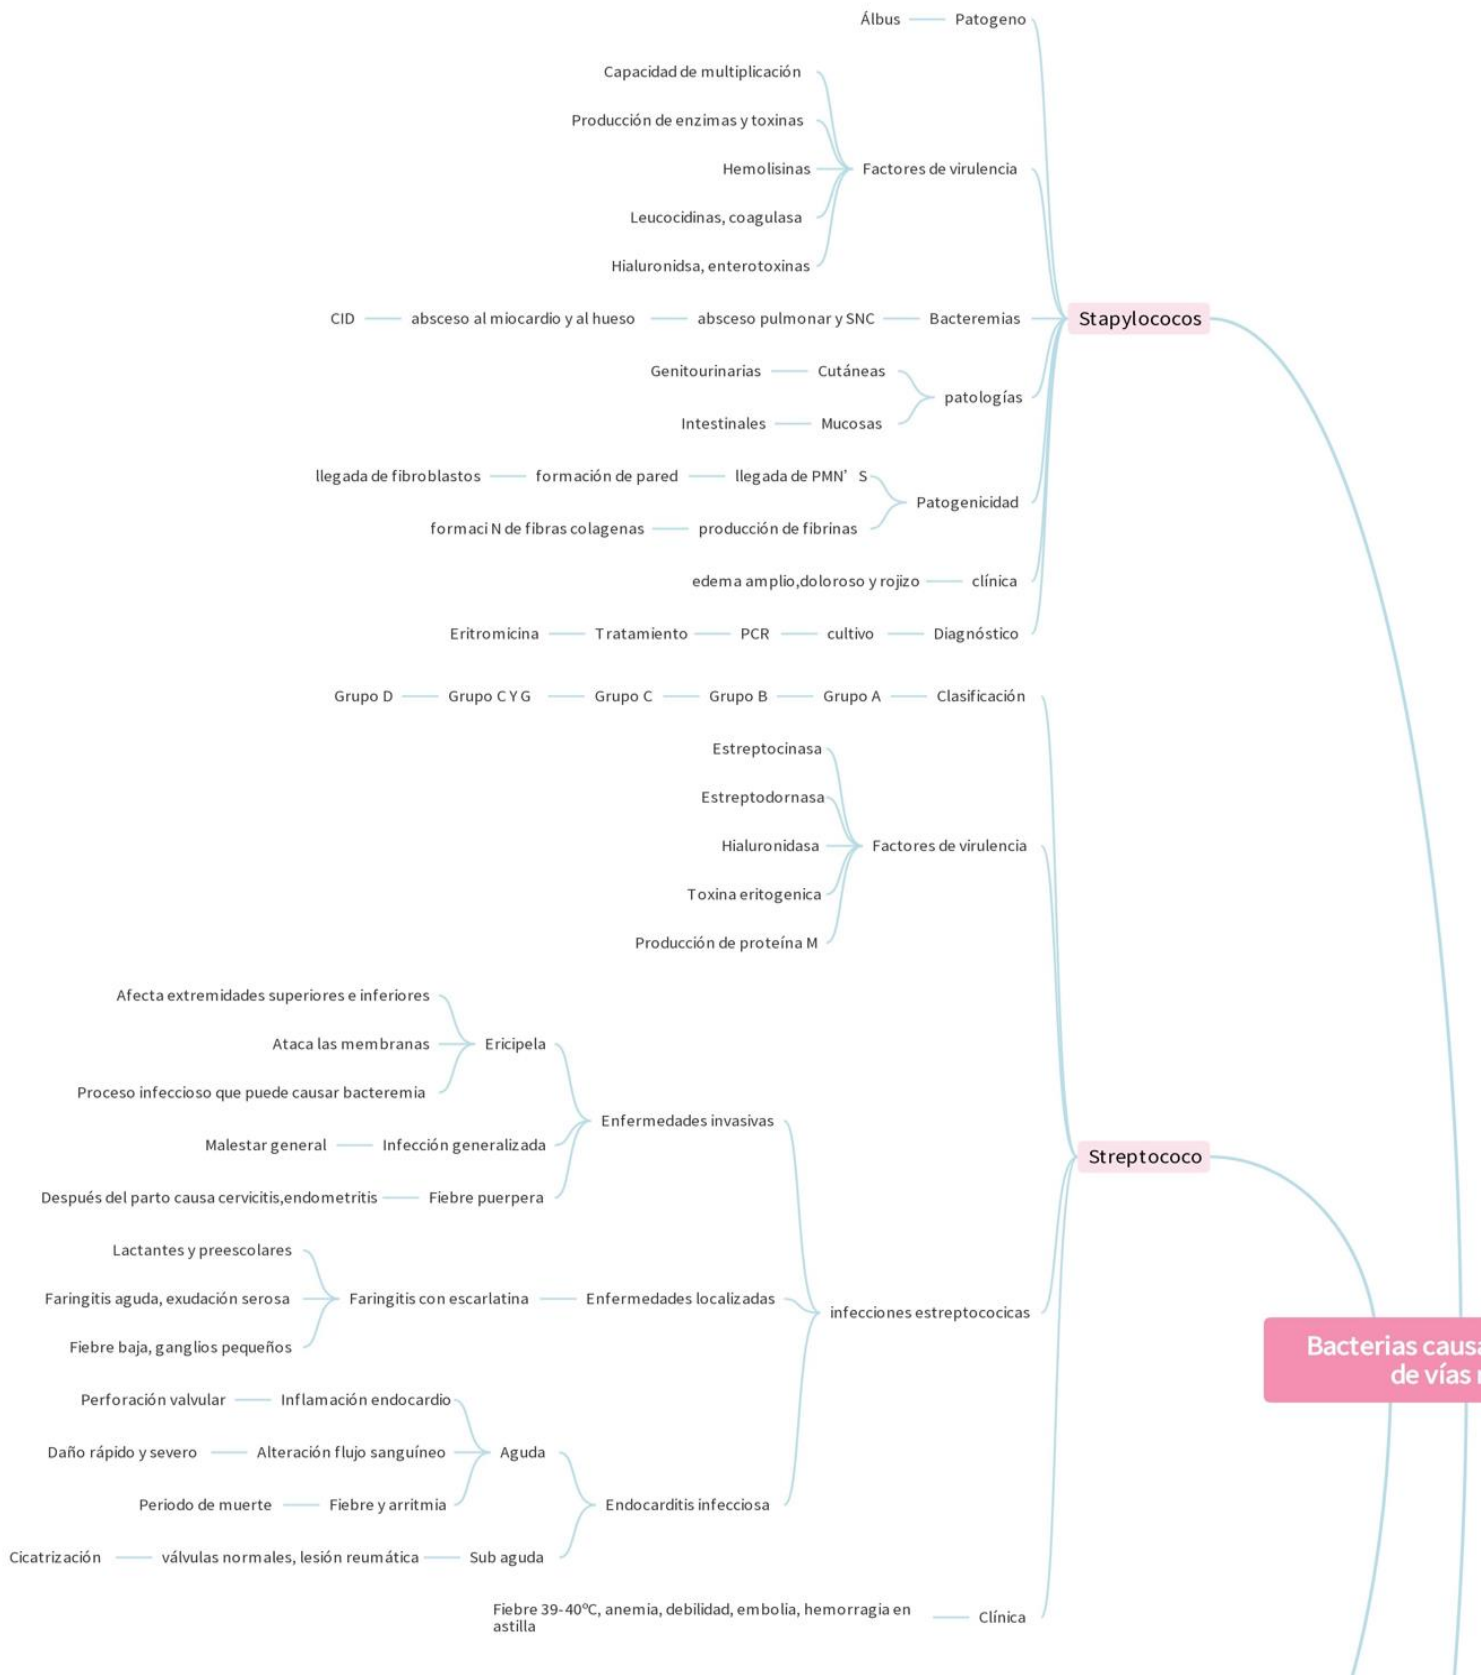 Álbus
Patogeno
Capacidad de multiplicación
Producción de enzimas y toxinas
Hemolisinas
Factores de virulencia
Leucocidinas, coagulasa
Hialuronidsa, enterotoxinas
CID
absceso al miocardio y al hueso
absceso pulmonar y SNC
Bacteremias
Stapylococos
Genitourinarias
Cutáneas
patologías
Intestinales
Mucosas
llegada de fibroblastos
formación de pared
llegada de PMN’ S
Patogenicidad
formaci N de fibras colagenas
producción de fibrinas
edema amplio,doloroso y rojizo
clínica
Eritromicina
Tratamiento
PCR
cultivo
Diagnóstico
Grupo D
Grupo C Y G
Grupo C
Grupo B
Grupo A
Clasificación
Estreptocinasa
Estreptodornasa
Hialuronidasa
Factores de virulencia
Toxina eritogenica
Producción de proteína M
Afecta extremidades superiores e inferiores
Ataca las membranas
Ericipela
Proceso infeccioso que puede causar bacteremia
Enfermedades invasivas
Malestar general
Infección generalizada
Streptococo
Después del parto causa cervicitis,endometritis
Fiebre puerpera
Lactantes y preescolares
Faringitis aguda, exudación serosa
Faringitis con escarlatina
Enfermedades localizadas
infecciones estreptococicas
Fiebre baja, ganglios pequeños
Bacterias causa
de vías
Perforación valvular
Inflamación endocardio
Daño rápido y severo
Alteración flujo sanguíneo
Aguda
Periodo de muerte
Fiebre y arritmia
Endocarditis infecciosa
Cicatrización
válvulas normales, lesión reumática
Sub aguda
Fiebre 39-40ºC, anemia, debilidad, embolia, hemorragia en
astilla
Clínica